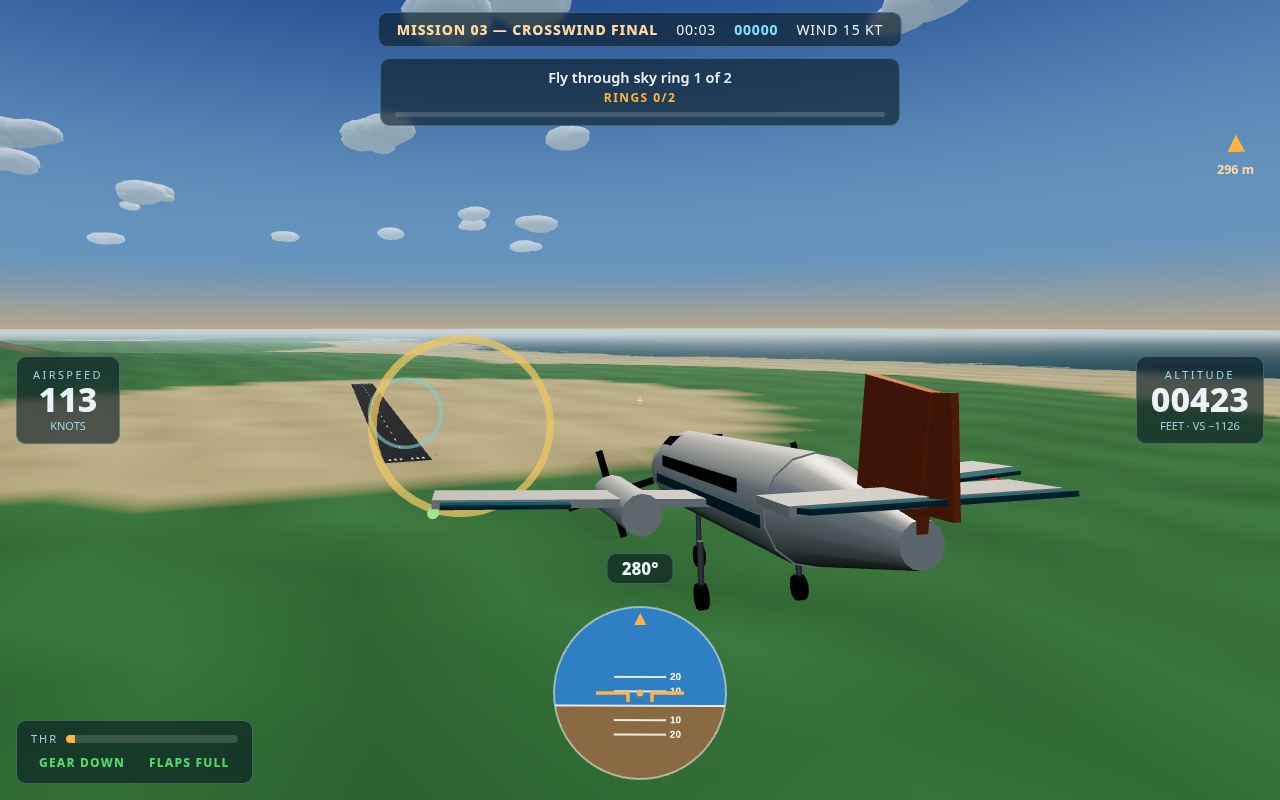 MISSION 03 — CROSSWIND FINAL 00:03 00000 WIND 15 KT
Fly through sky ring 1 of 2
RINGS 0/2
296 m
AIRSPEED
113
KNOTS
ALTITUDE
00423
FEET · VS −1126
280°
20
10
10
20
THR
GEAR DOWN FLAPS FULL